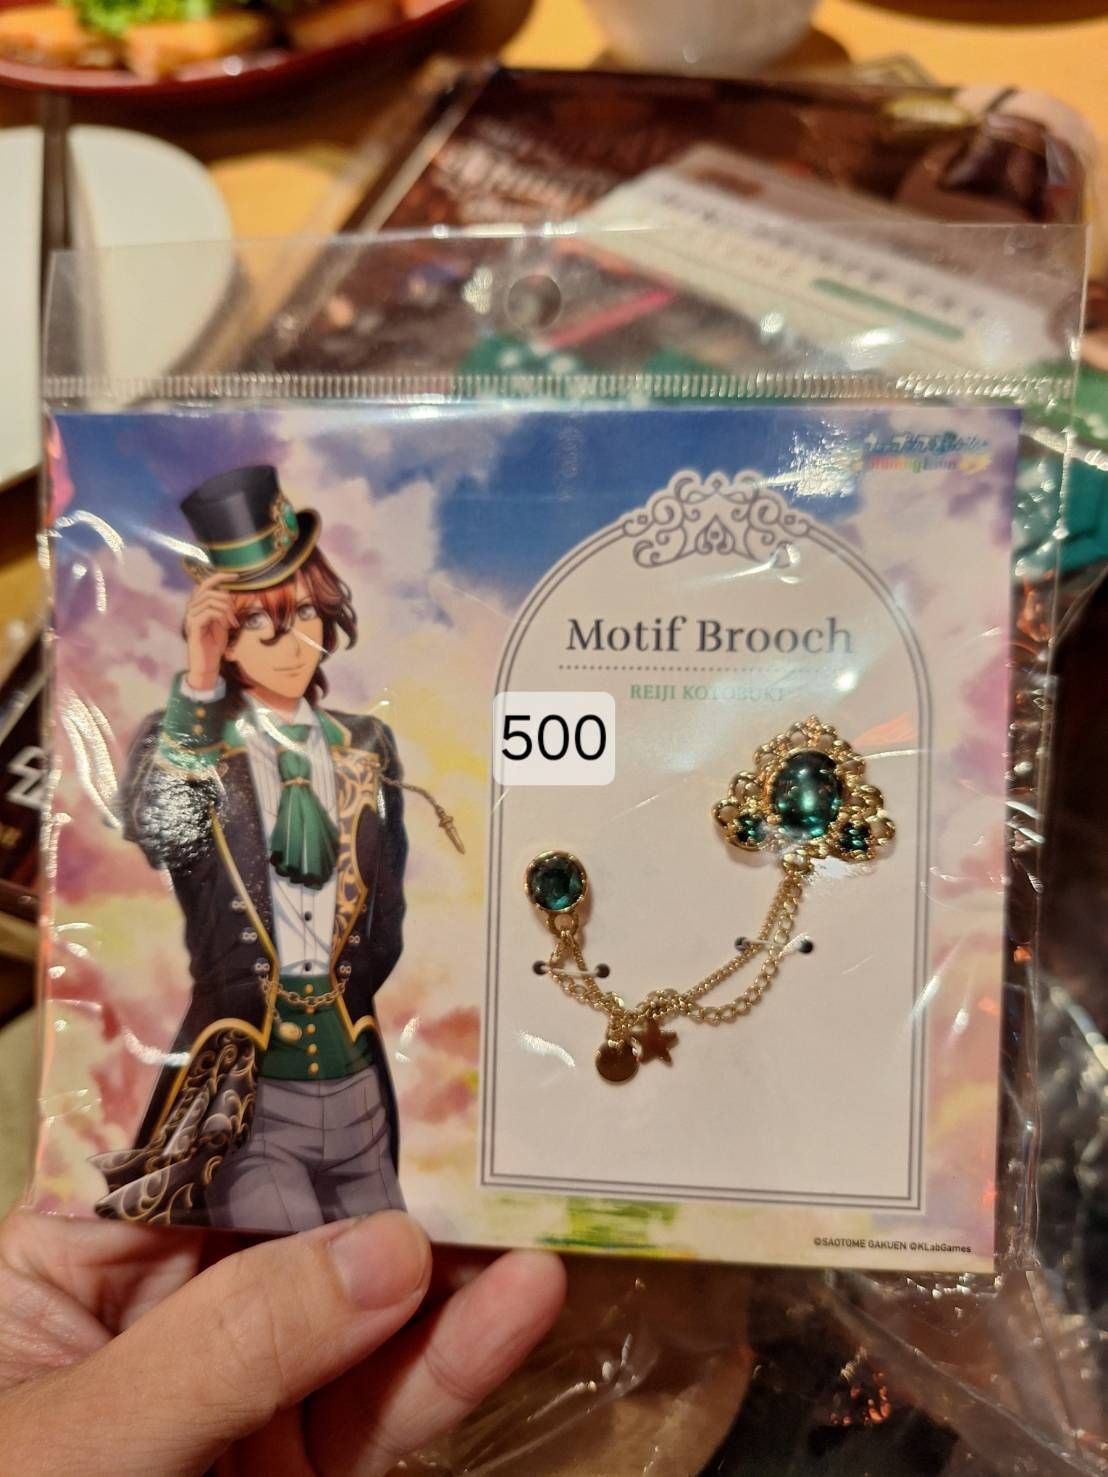 Motif Brooch
REIJI KOTOBUKI
500
©SAOTOME GAKUEN ©KLabGames